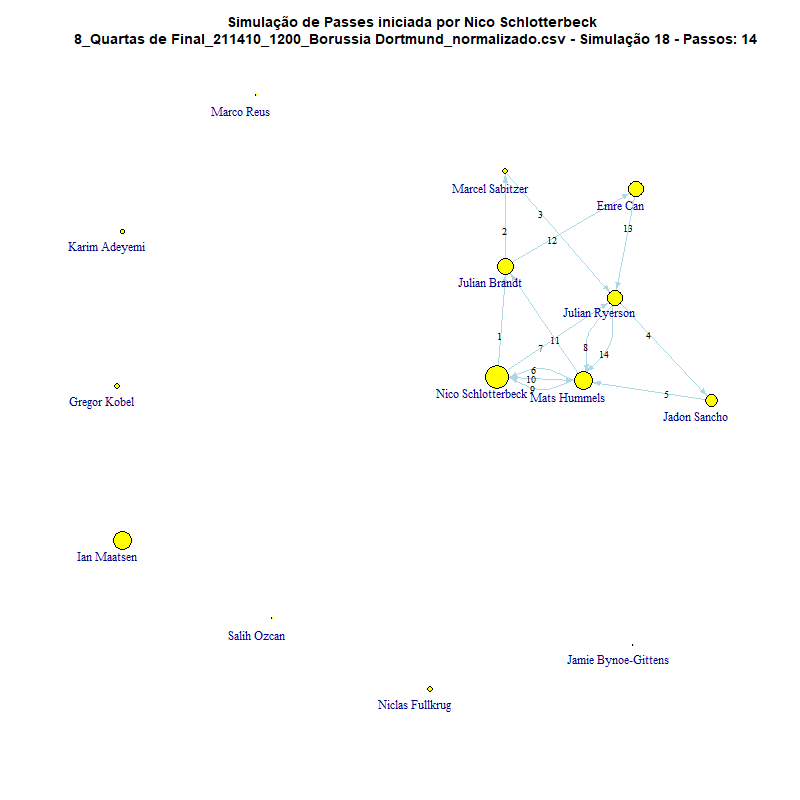 Simulação de Passes iniciada por Nico Schlotterbeck
8_Quartas de Final_211410_1200_Borussia Dortmund_normalizado.csv - Simulação 18 - Passos: 14
Marco Reus
Marcel Sabitzer
Emre Can
3
13
2
12
Karim Adeyemi
Julian Brandt
Julian Ryerson
1
11
4
7
8
14
6
10
9
Nico Schlotterbeck
Mats Hummels
5
Gregor Kobel
Jadon Sancho
Ian Maatsen
Salih Ozcan
Jamie Bynoe-Gittens
Niclas Fullkrug